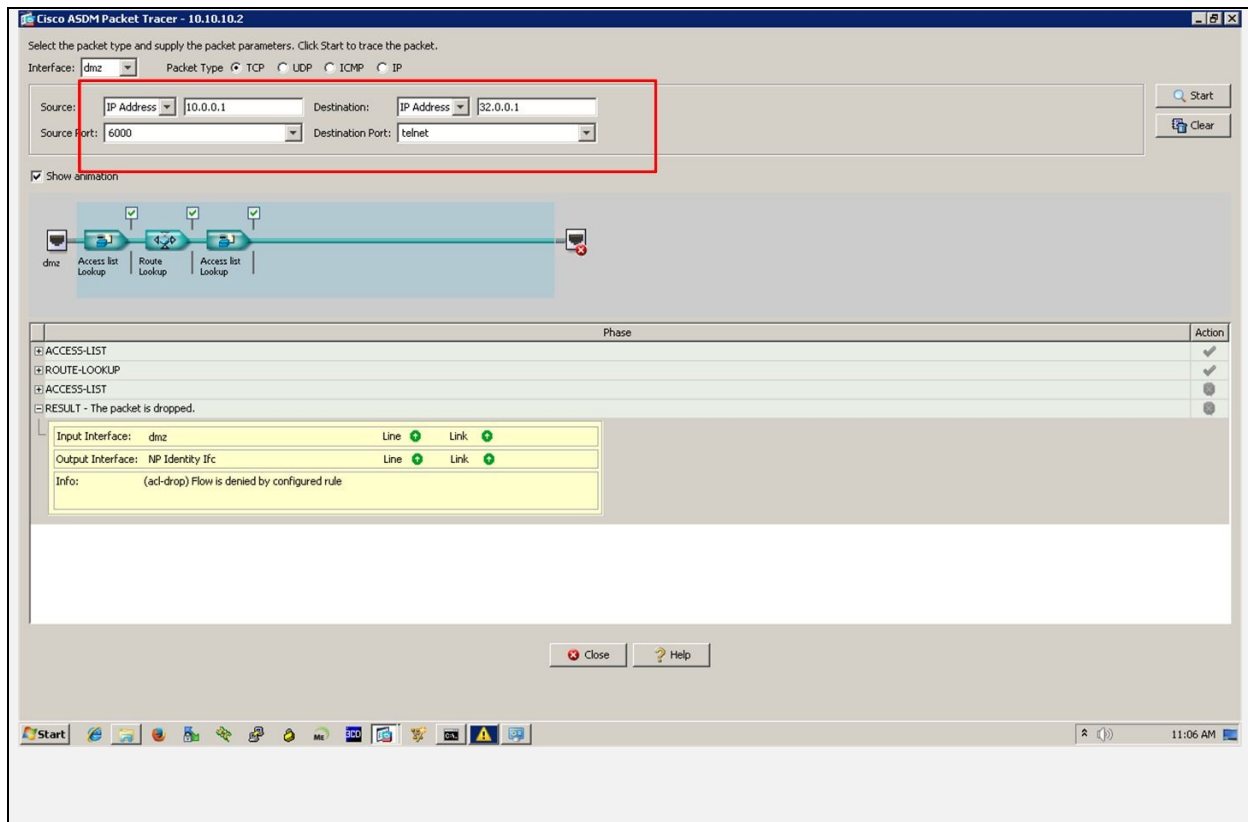 Cisco ASDM Packet Tracer - 10.10.10.2
Select the packet type and supply the packet parameters. Click Start to trace the packet.
Interface: dmz Packet Type TCP UDP ICMP IP
Source: IP Address 10.0.0.1 Destination: IP Address 32.0.0.1
Start
Source Port: 6000 Destination Port: telnet
Clear
Show animation
dmz
Access list Lookup
Route Lookup
Access list Lookup
Phase Action
ACCESS-LIST
ROUTE-LOOKUP
ACCESS-LIST
RESULT - The packet is dropped.
Input Interface: dmz Line Link
Output Interface: NP Identity Ifc Line Link
Info: (acl-drop) Flow is denied by configured rule
Close Help
Start ME 3CD C:\. 11:06 AM